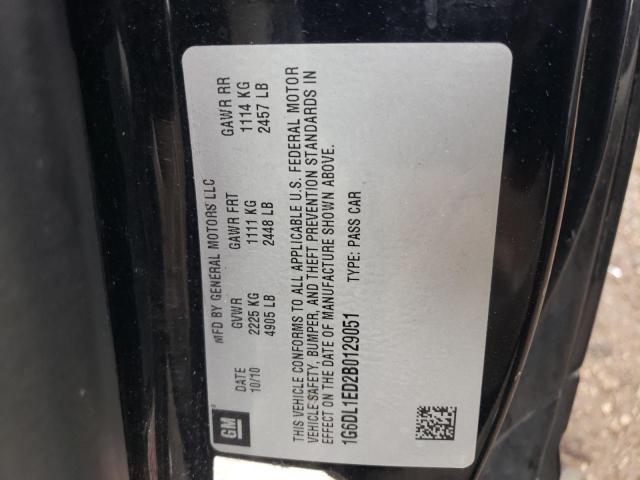 GM
MFD BY GENERAL MOTORS LLC
DATE GVWR GAWR FRT GAWR RR
10/10 2225 KG 1111 KG 1114 KG
4905 LB 2448 LB 2457 LB
THIS VEHICLE CONFORMS TO ALL APPLICABLE U.S. FEDERAL MOTOR
VEHICLE SAFETY, BUMPER, AND THEFT PREVENTION STANDARDS IN
EFFECT ON THE DATE OF MANUFACTURE SHOWN ABOVE.
1G6DL1ED2B0129051 TYPE: PASS CAR